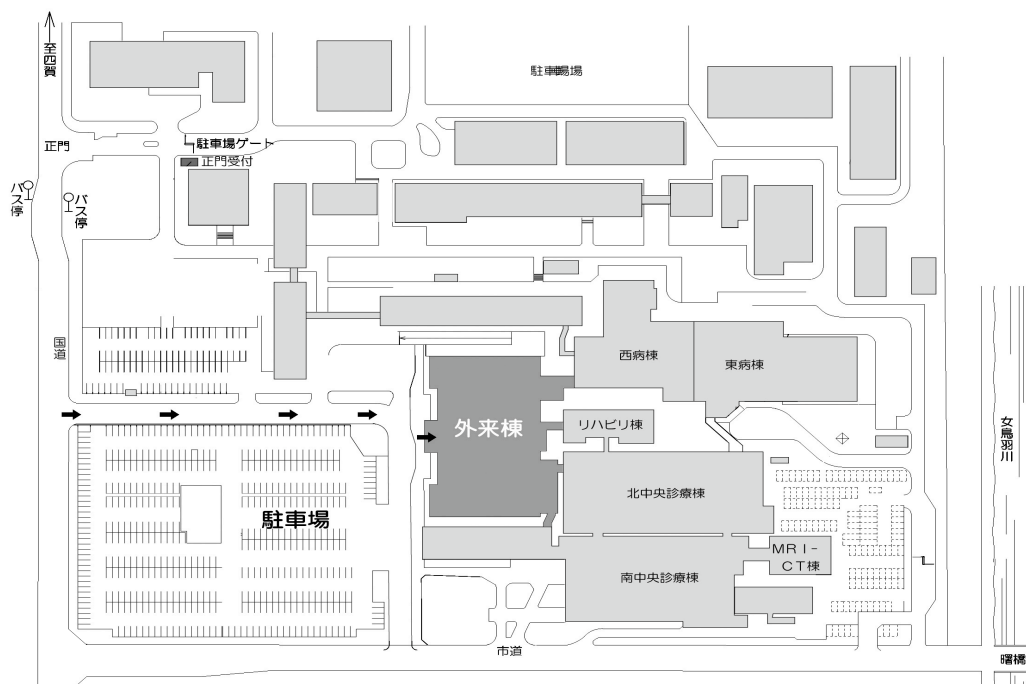 至四賀
駐車場
正門
駐車場ゲート
正門受付
バス停
バス停
国道
西病棟
東病棟
外来棟
リハビリ棟
女鳥羽川
北中央診療棟
駐車場
MRI-
CT棟
南中央診療棟
市道
曙橋